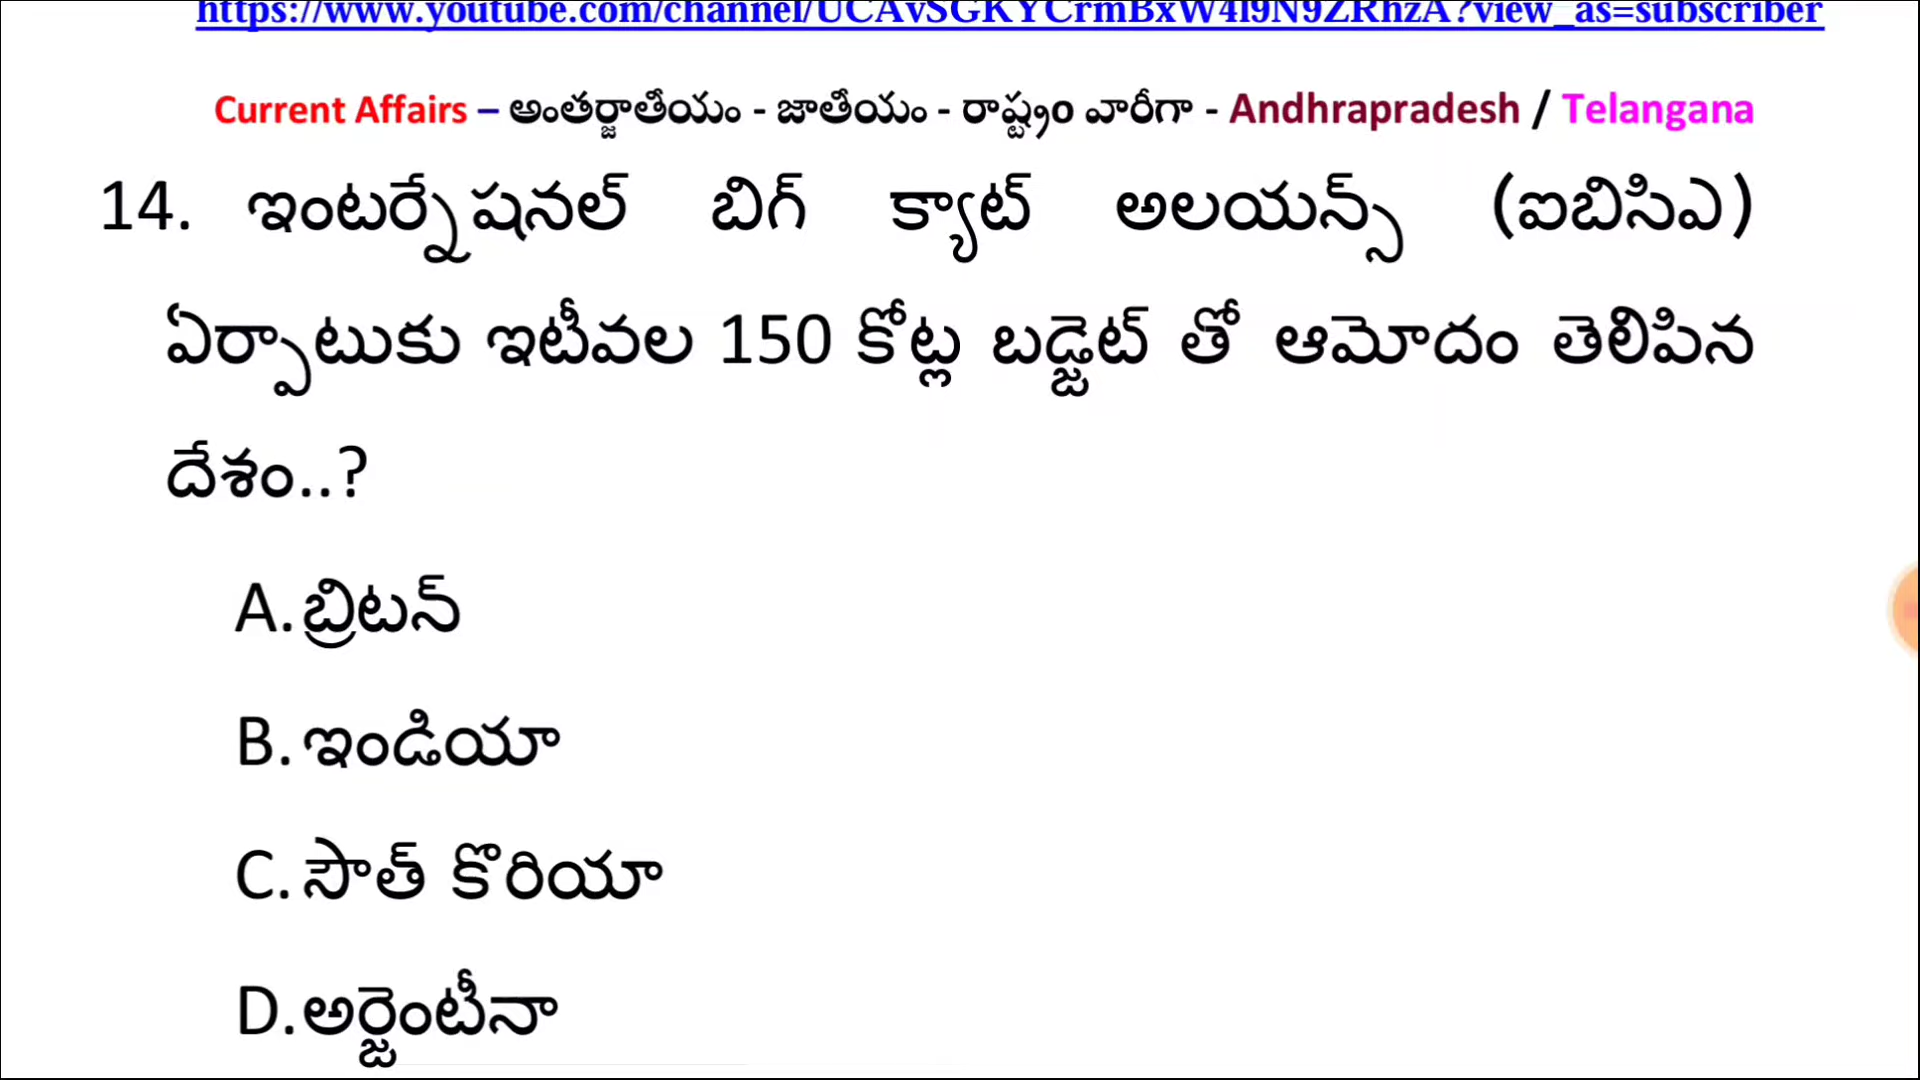 https://www.youtube.com/channel/UCAvSGKYCrmBxW4l9N9ZRhzA?view_as=subscriber
Current Affairs – అంతర్జాతీయం - జాతీయం - రాష్ట్రం వారీగా - Andhrapradesh / Telangana
14. ఇంటర్నేషనల్ బిగ్ క్యాట్ అలయన్స్ (ఐబిసిఎ)
ఏర్పాటుకు ఇటీవల 150 కోట్ల బడ్జెట్ తో ఆమోదం తెలిపిన
దేశం..?
A. బ్రిటన్
B. ఇండియా
C. సౌత్ కొరియా
D. అర్జెంటీనా